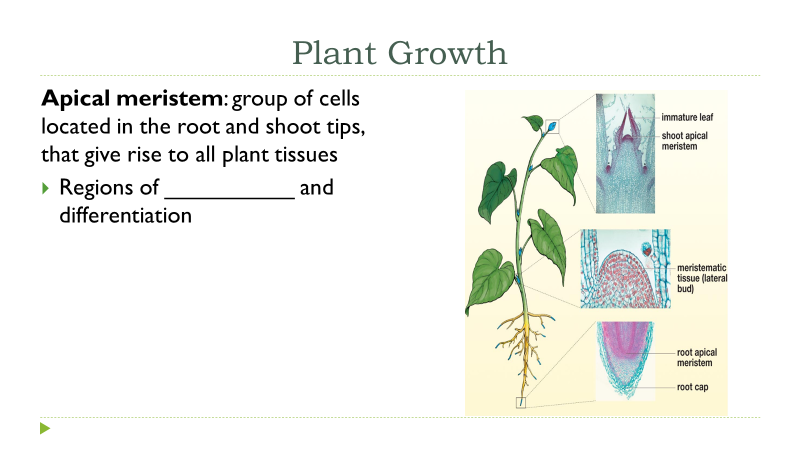 Plant Growth
Apical meristem: group of cells
located in the root and shoot tips,
that give rise to all plant tissues
Regions of ____________ and
differentiation
immature leaf
shoot apical
meristem
meristematic
tissue (lateral
bud)
root apical
meristem
root cap